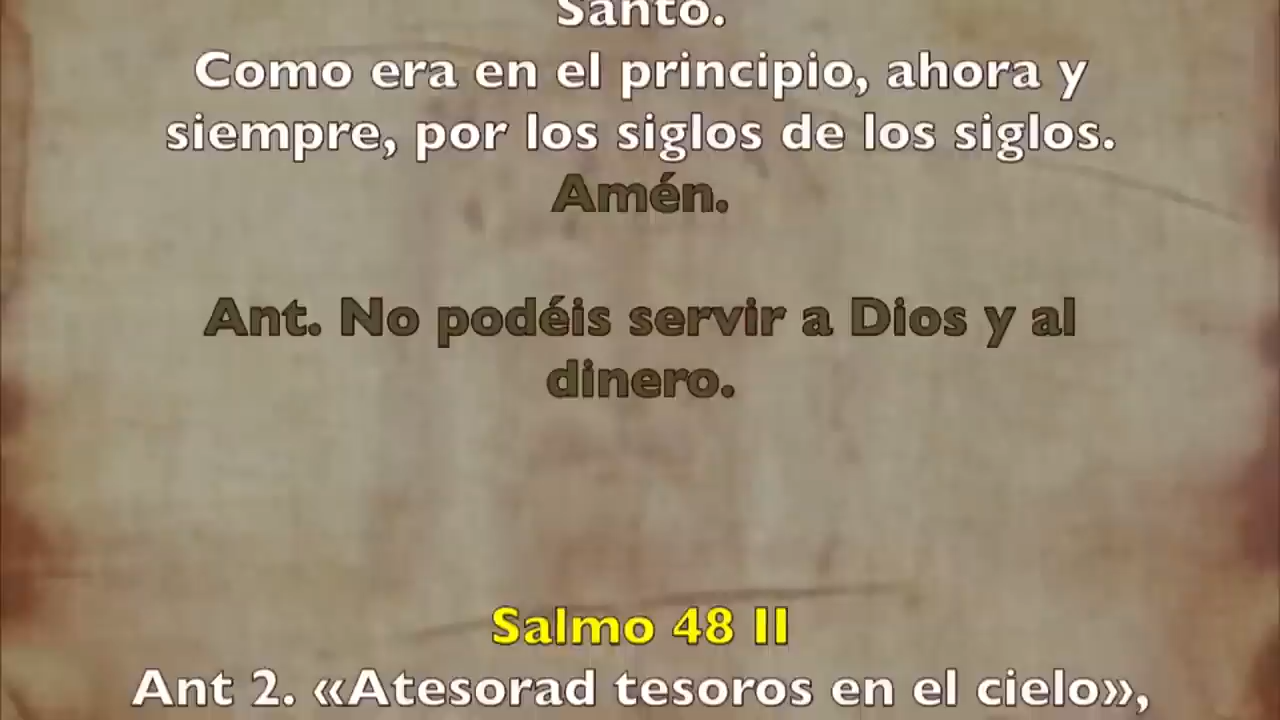 Santo.
Como era en el principio, ahora y
siempre, por los siglos de los siglos.
Amén.
Ant. No podéis servir a Dios y al
dinero.
Salmo 48 II
Ant 2. «Atesorad tesoros en el cielo»,